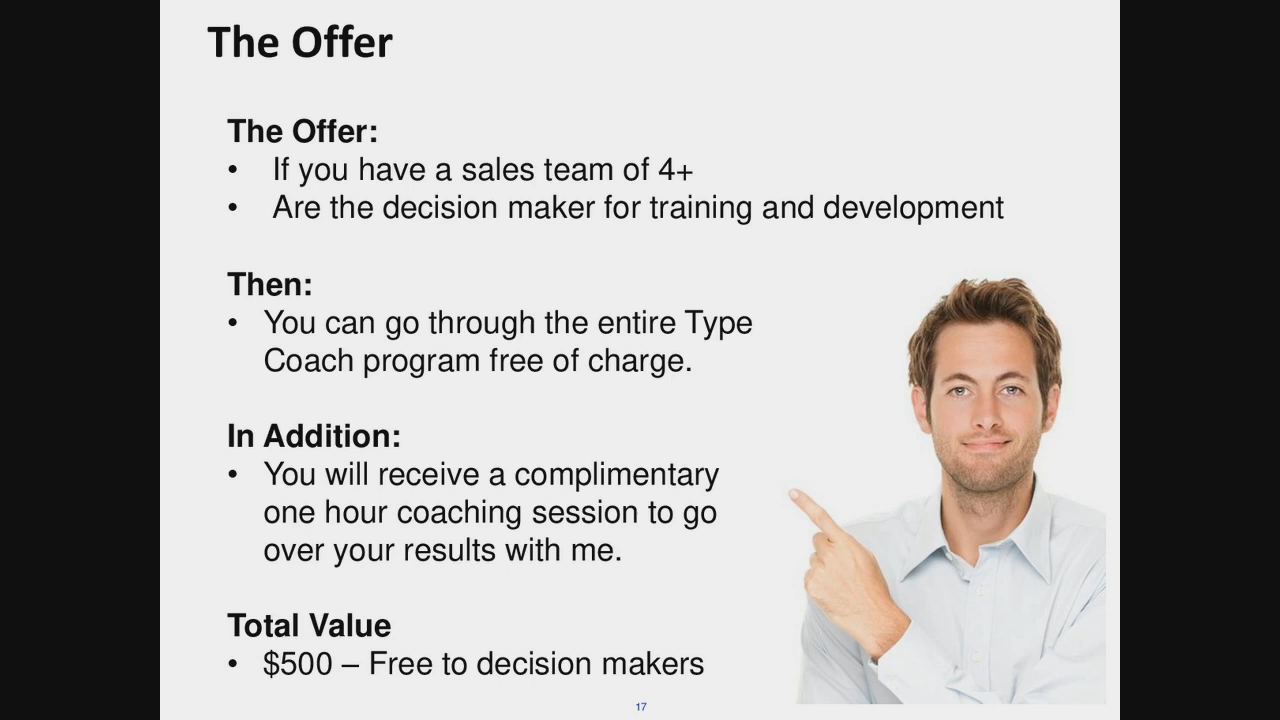 The Offer
The Offer:
• If you have a sales team of 4+
• Are the decision maker for training and development
Then:
• You can go through the entire Type
Coach program free of charge.
In Addition:
• You will receive a complimentary
one hour coaching session to go
over your results with me.
Total Value
• $500 – Free to decision makers
17